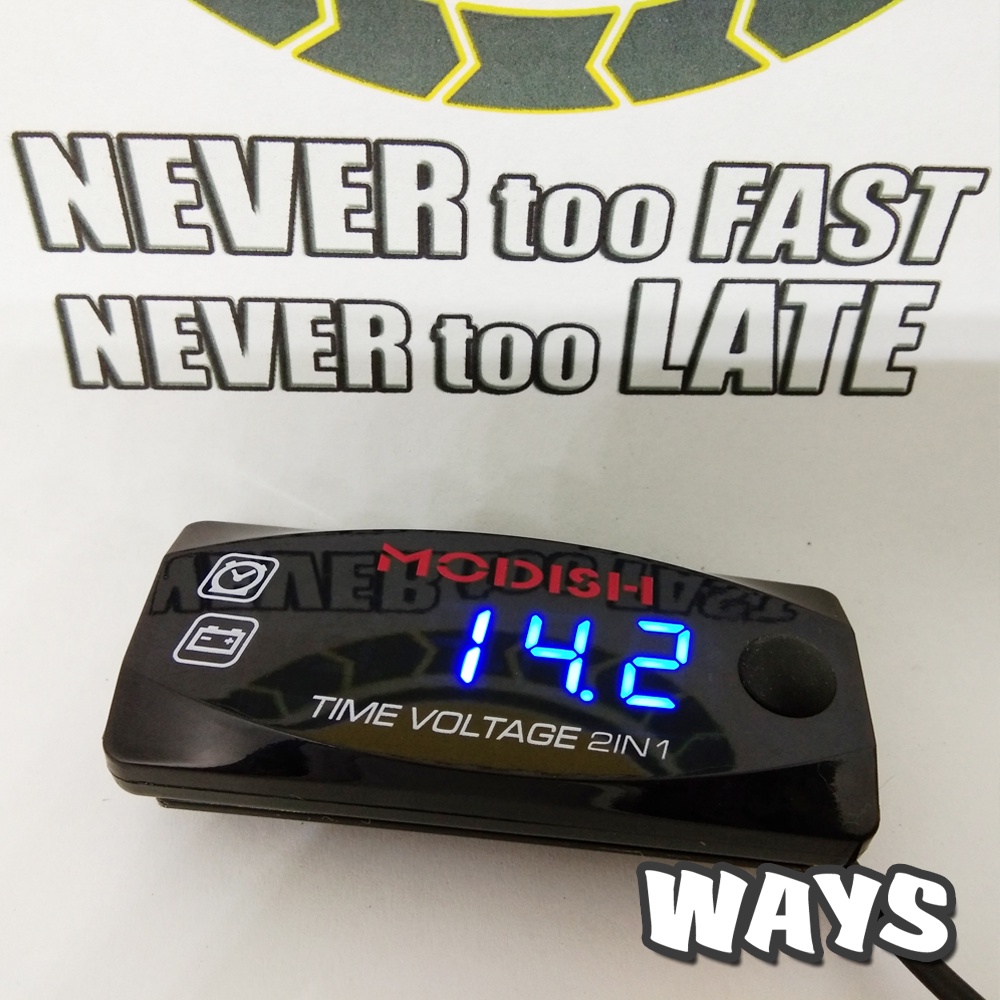 NEVER too FAST
NEVER too LATE
MODISH
14.2
TIME VOLTAGE 2IN1
WAYS